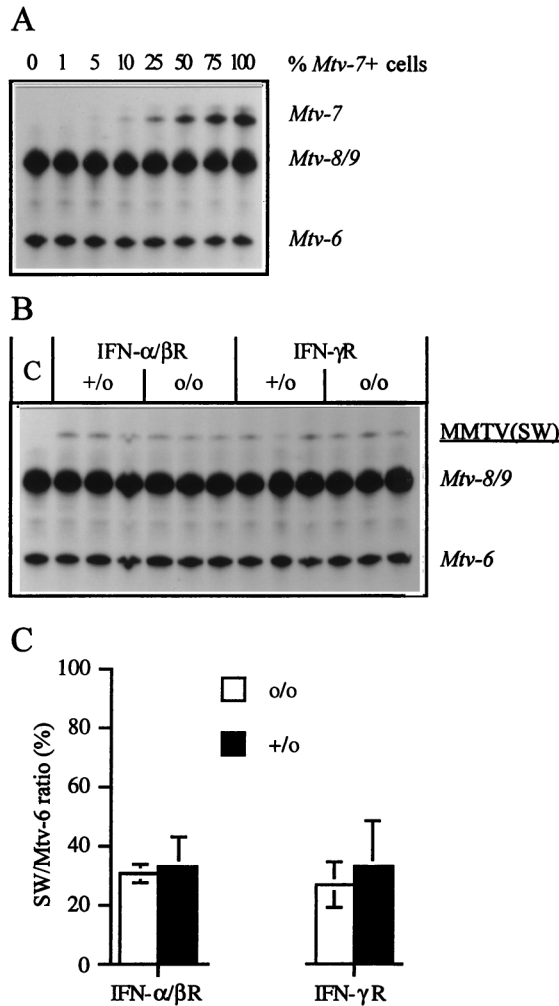 A
0 1 5 10 25 50 75 100 % Mtv-7+ cells
Mtv-7
Mtv-8/9
Mtv-6
B
C IFN-α/βR IFN-γR
+/o o/o +/o o/o
MMTV(SW)
Mtv-8/9
Mtv-6
C
SW/Mtv-6 ratio (%)
100
80
60
40
20
0
o/o
+/o
IFN-α/βR IFN-γR